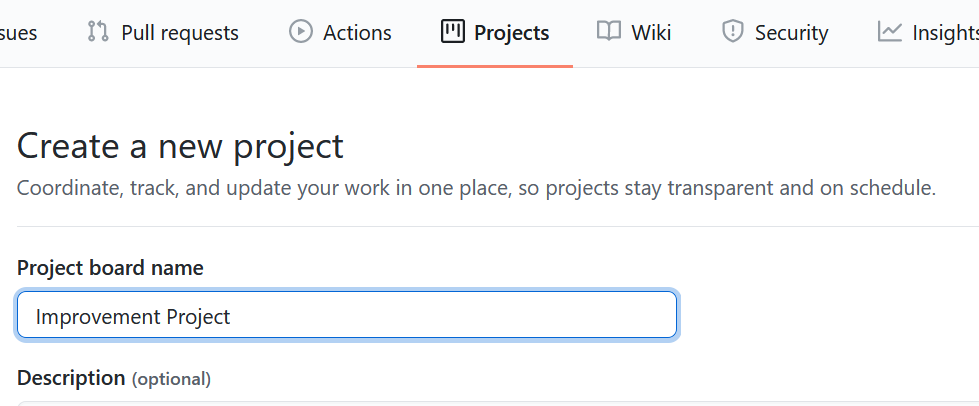 sues Pull requests Actions Projects Wiki Security Insights
Create a new project
Coordinate, track, and update your work in one place, so projects stay transparent and on schedule.
Project board name
Improvement Project
Description (optional)